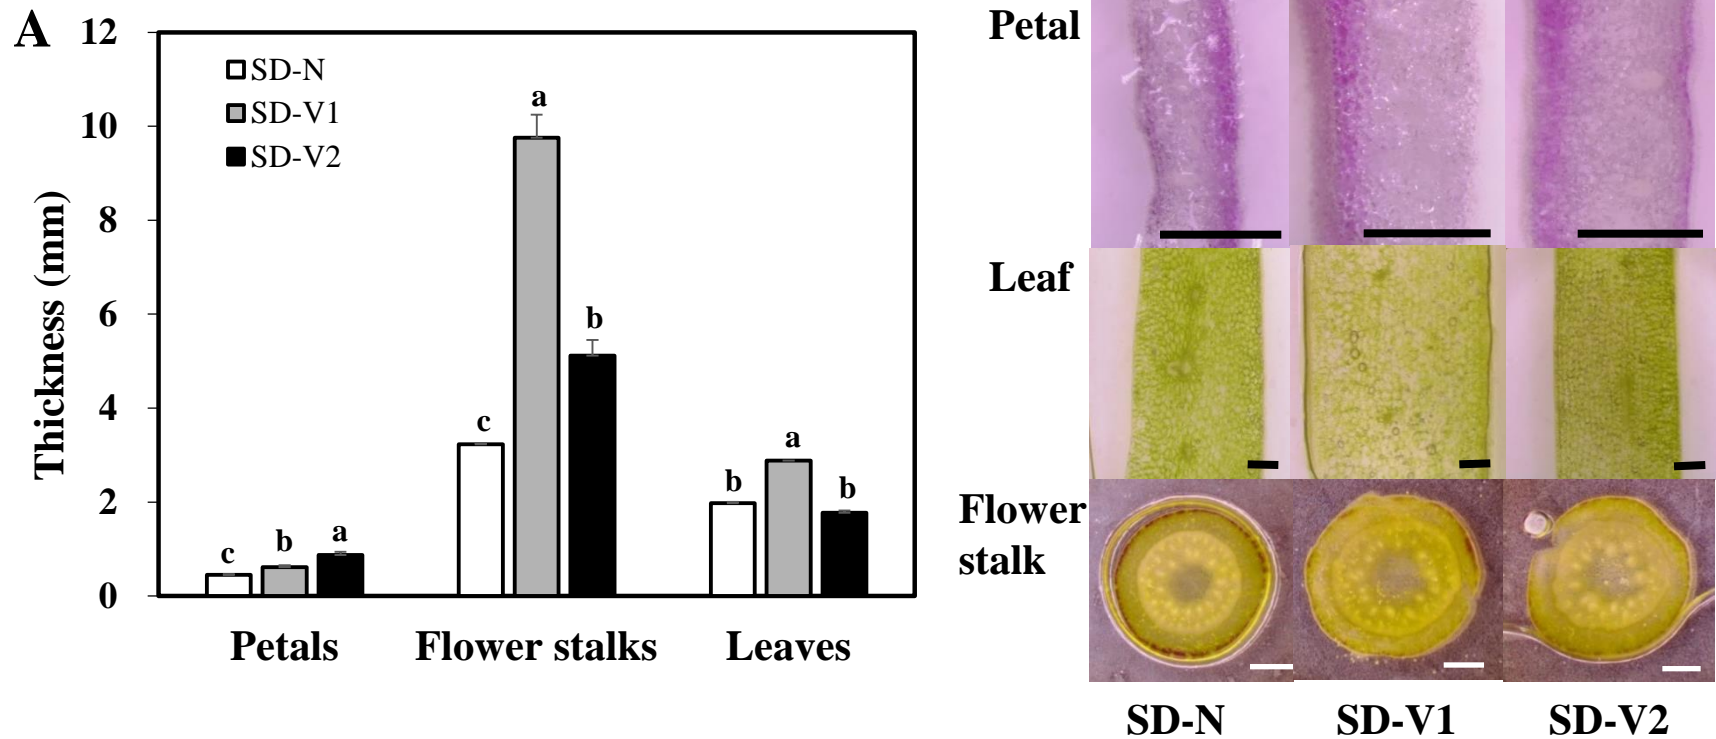 A
Thickness (mm)
12
10
8
6
4
2
0
SD-N
SD-V1
SD-V2
c
b
a
c
a
b
b
a
b
Petals
Flower stalks
Leaves
Petal
Leaf
Flower
stalk
SD-N
SD-V1
SD-V2